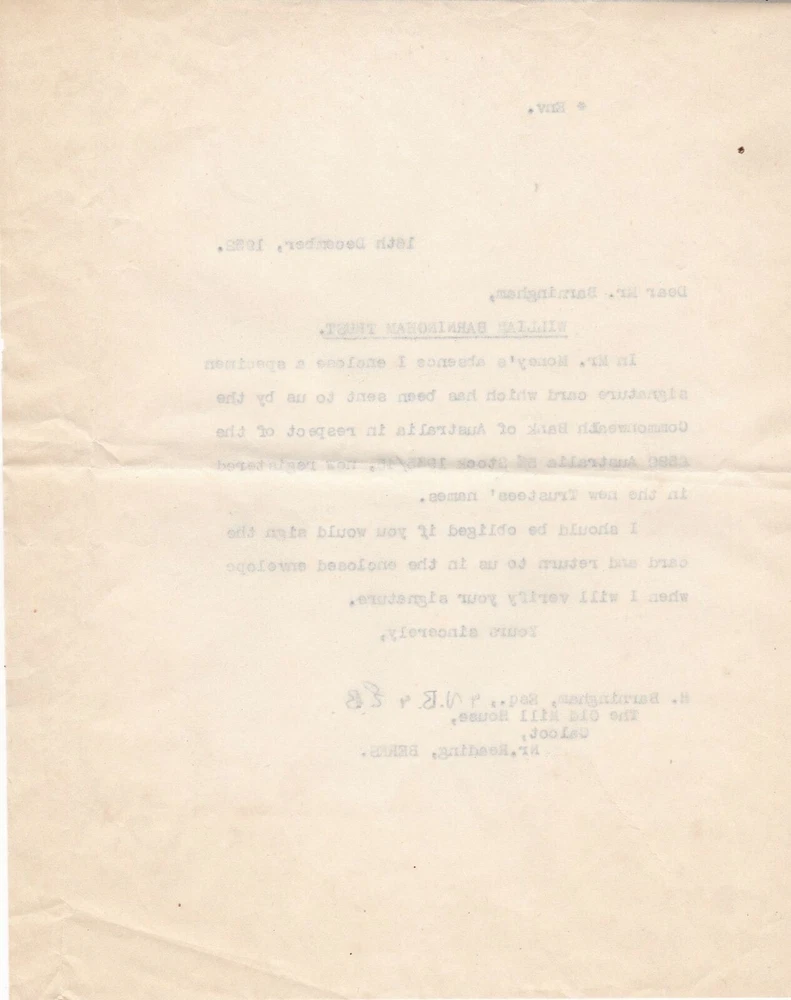 * Env.
16th December, 1952.
Dear Mr. Barningham,
WILLIAM BARNINGHAM TRUST.
In Mr. Money's absence I enclose a specimen
signature card which has been sent to us by the
Commonwealth Bank of Australia in respect of the
Australia Stock now registered
in the new Trustees' names.
I should be obliged if you would sign the
card and return to us in the enclosed envelope
when I will verify your signature.
Yours sincerely,
H. Barningham, Esq.,
The Old Mill House,
Calcot,
Nr.Reading, BERKS.